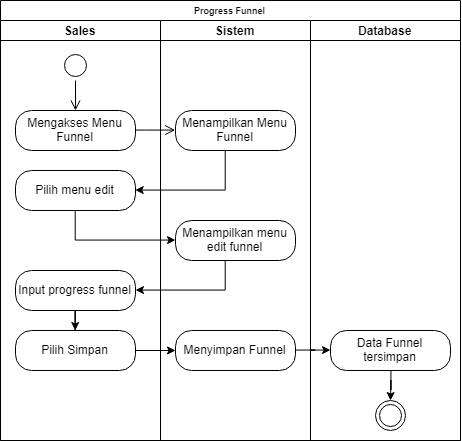 Progress Funnel
Sales
Sistem
Database
Mengakses Menu
Funnel
Menampilkan Menu
Funnel
Pilih menu edit
Menampilkan menu
edit funnel
Input progress funnel
Pilih Simpan
Menyimpan Funnel
Data Funnel
tersimpan